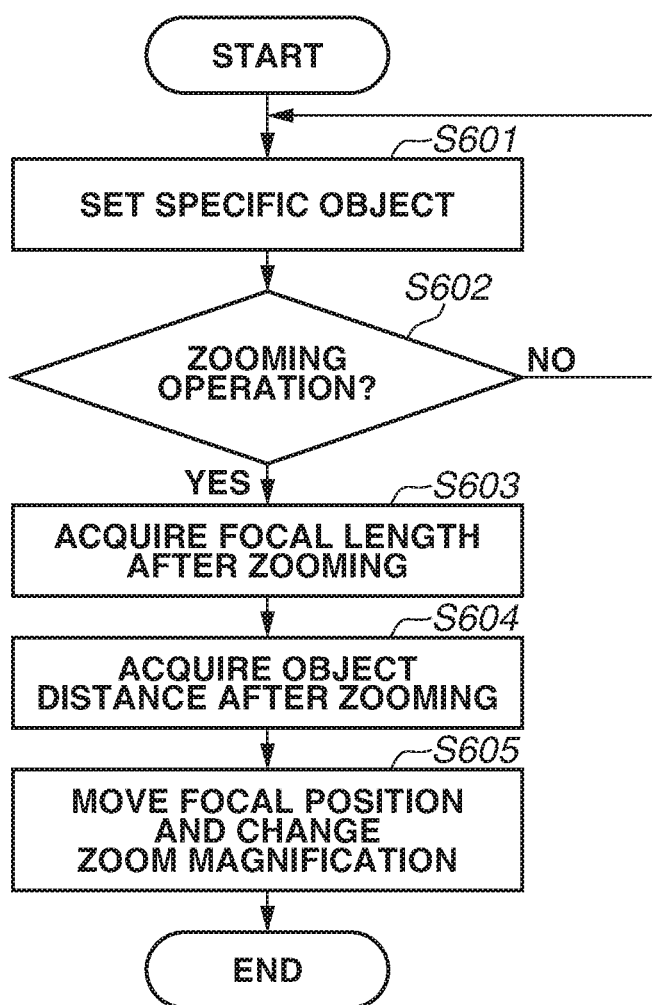 START
S601
SET SPECIFIC OBJECT
S602
ZOOMING
OPERATION?
NO
YES
S603
ACQUIRE FOCAL LENGTH
AFTER ZOOMING
S604
ACQUIRE OBJECT
DISTANCE AFTER ZOOMING
S605
MOVE FOCAL POSITION
AND CHANGE
ZOOM MAGNIFICATION
END